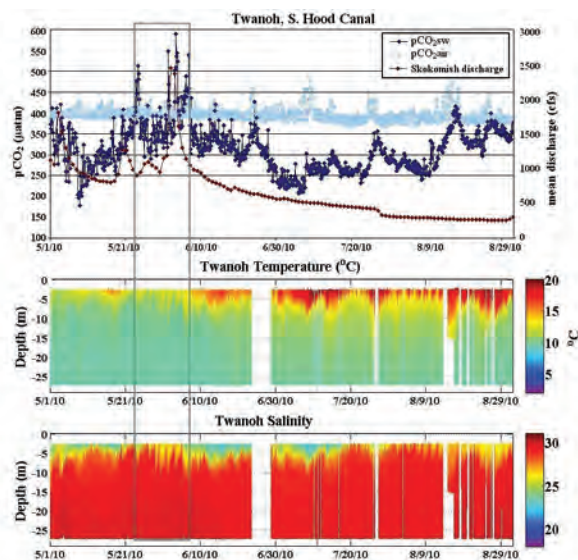 Twanoh, S. Hood Canal
pCO₂ (µatm)
600
550
500
450
400
350
300
250
200
150
100
pCO₂sw
pCO₂air
Skokomish discharge
3000
2500
2000
1500
1000
500
0
mean discharge (cfs)
5/1/10 5/21/10 6/10/10 6/30/10 7/20/10 8/9/10 8/29/10
Twanoh Temperature (°C)
Depth (m)
0
-5
-10
-15
-20
-25
20
15
10
5
°C
5/1/10 5/21/10 6/10/10 6/30/10 7/20/10 8/9/10 8/29/10
Twanoh Salinity
Depth (m)
0
-5
-10
-15
-20
-25
30
25
20
5/1/10 5/21/10 6/10/10 6/30/10 7/20/10 8/9/10 8/29/10